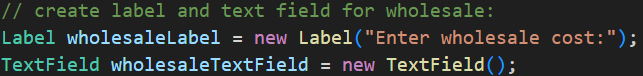 // create label and text field for wholesale:
Label wholesaleLabel = new Label("Enter wholesale cost:");
TextField wholesaleTextField = new TextField();